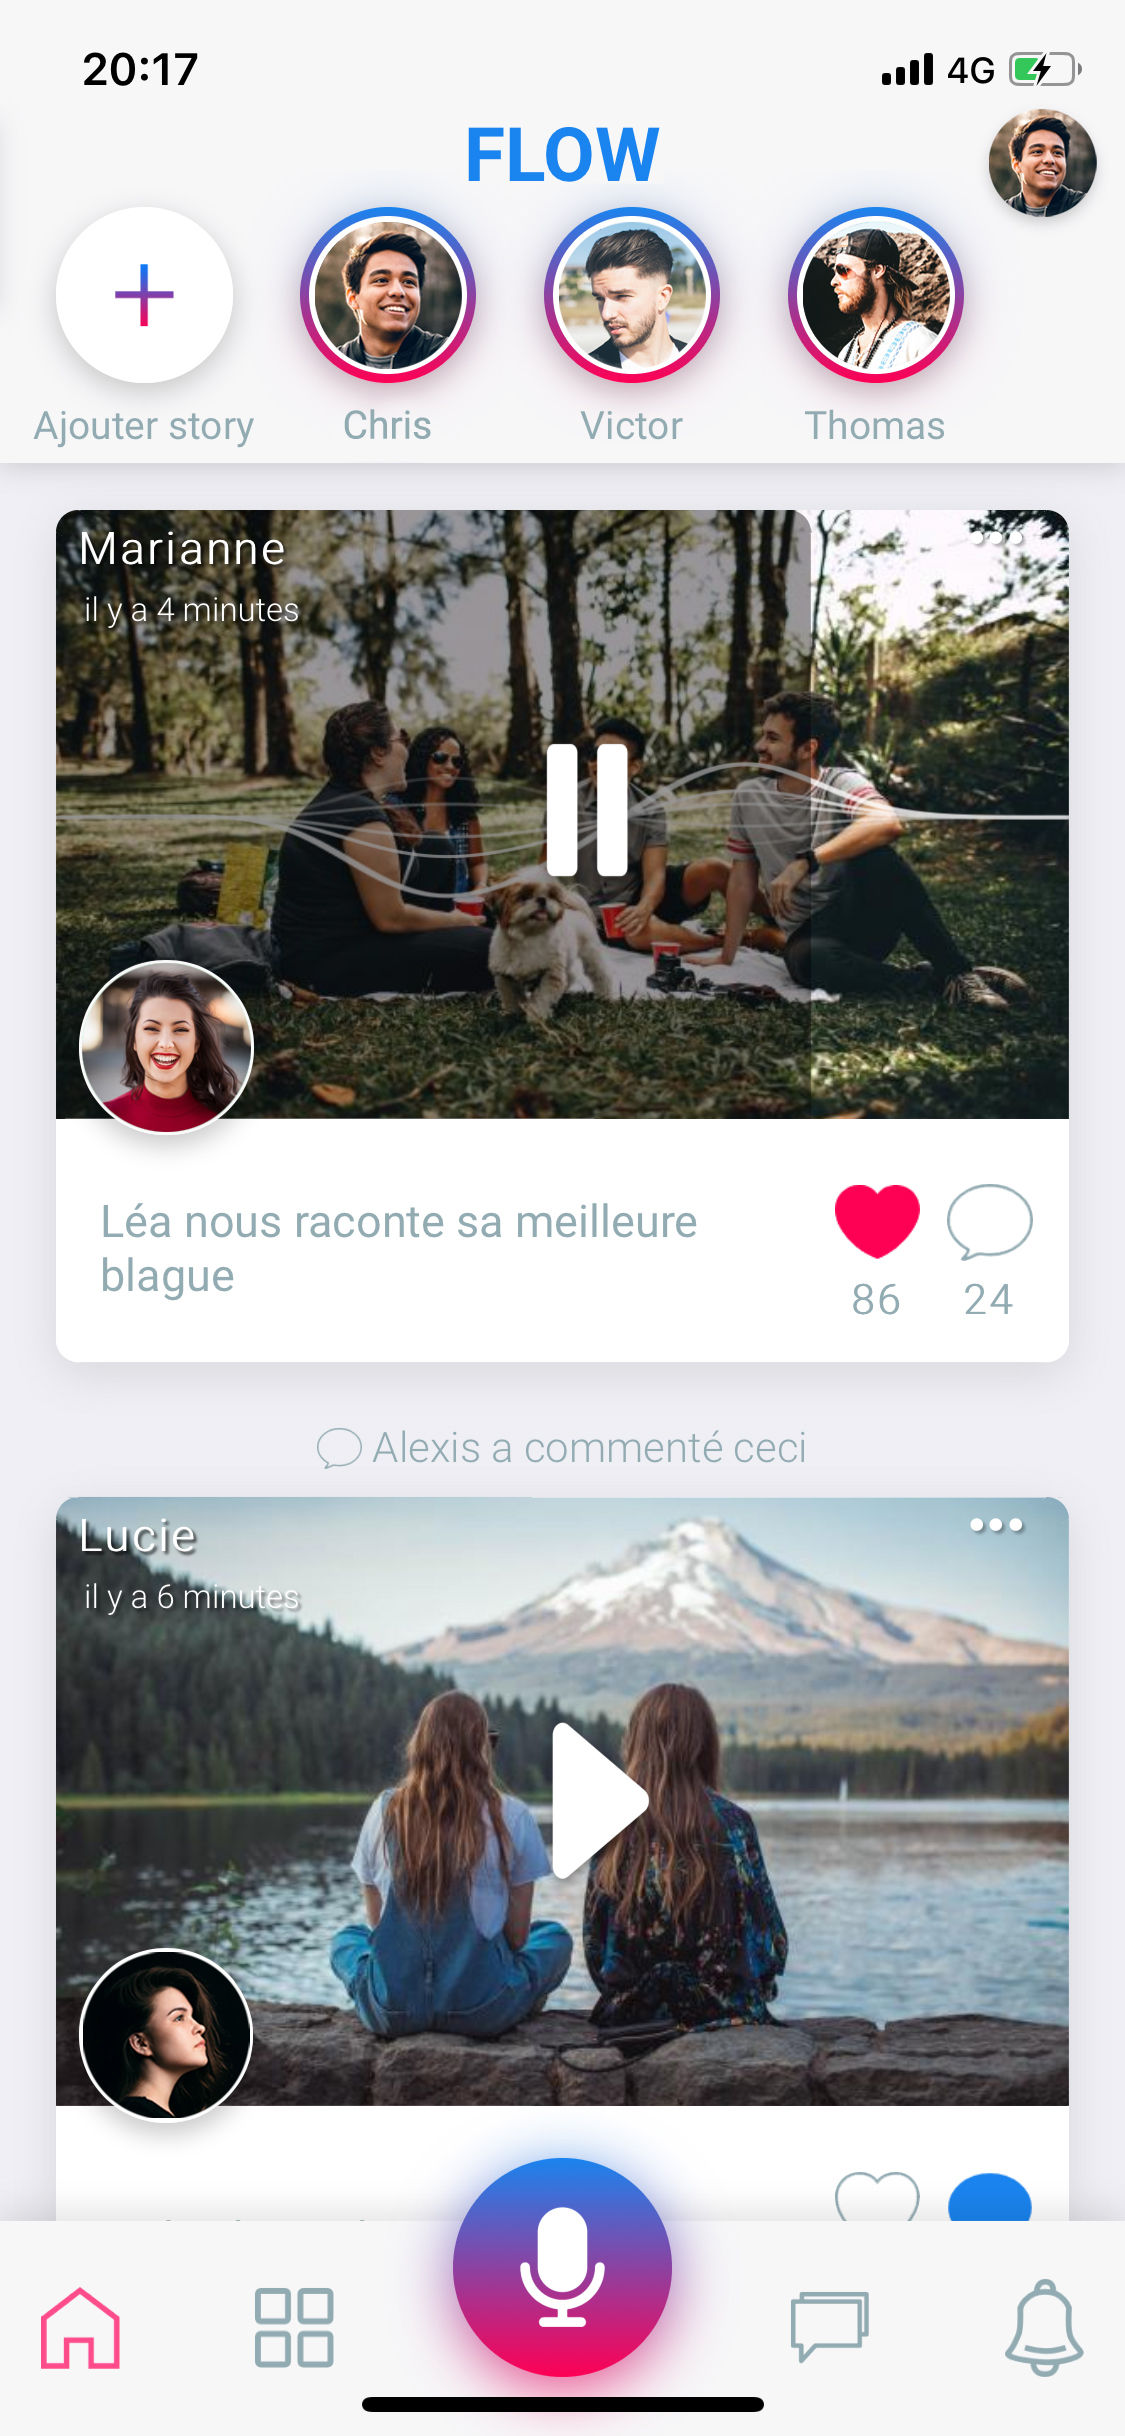 20:17
4G
FLOW
Ajouter story
Chris
Victor
Thomas
Marianne
il y a 4 minutes
Léa nous raconte sa meilleure
blague
86
24
Alexis a commenté ceci
Lucie
il y a 6 minutes